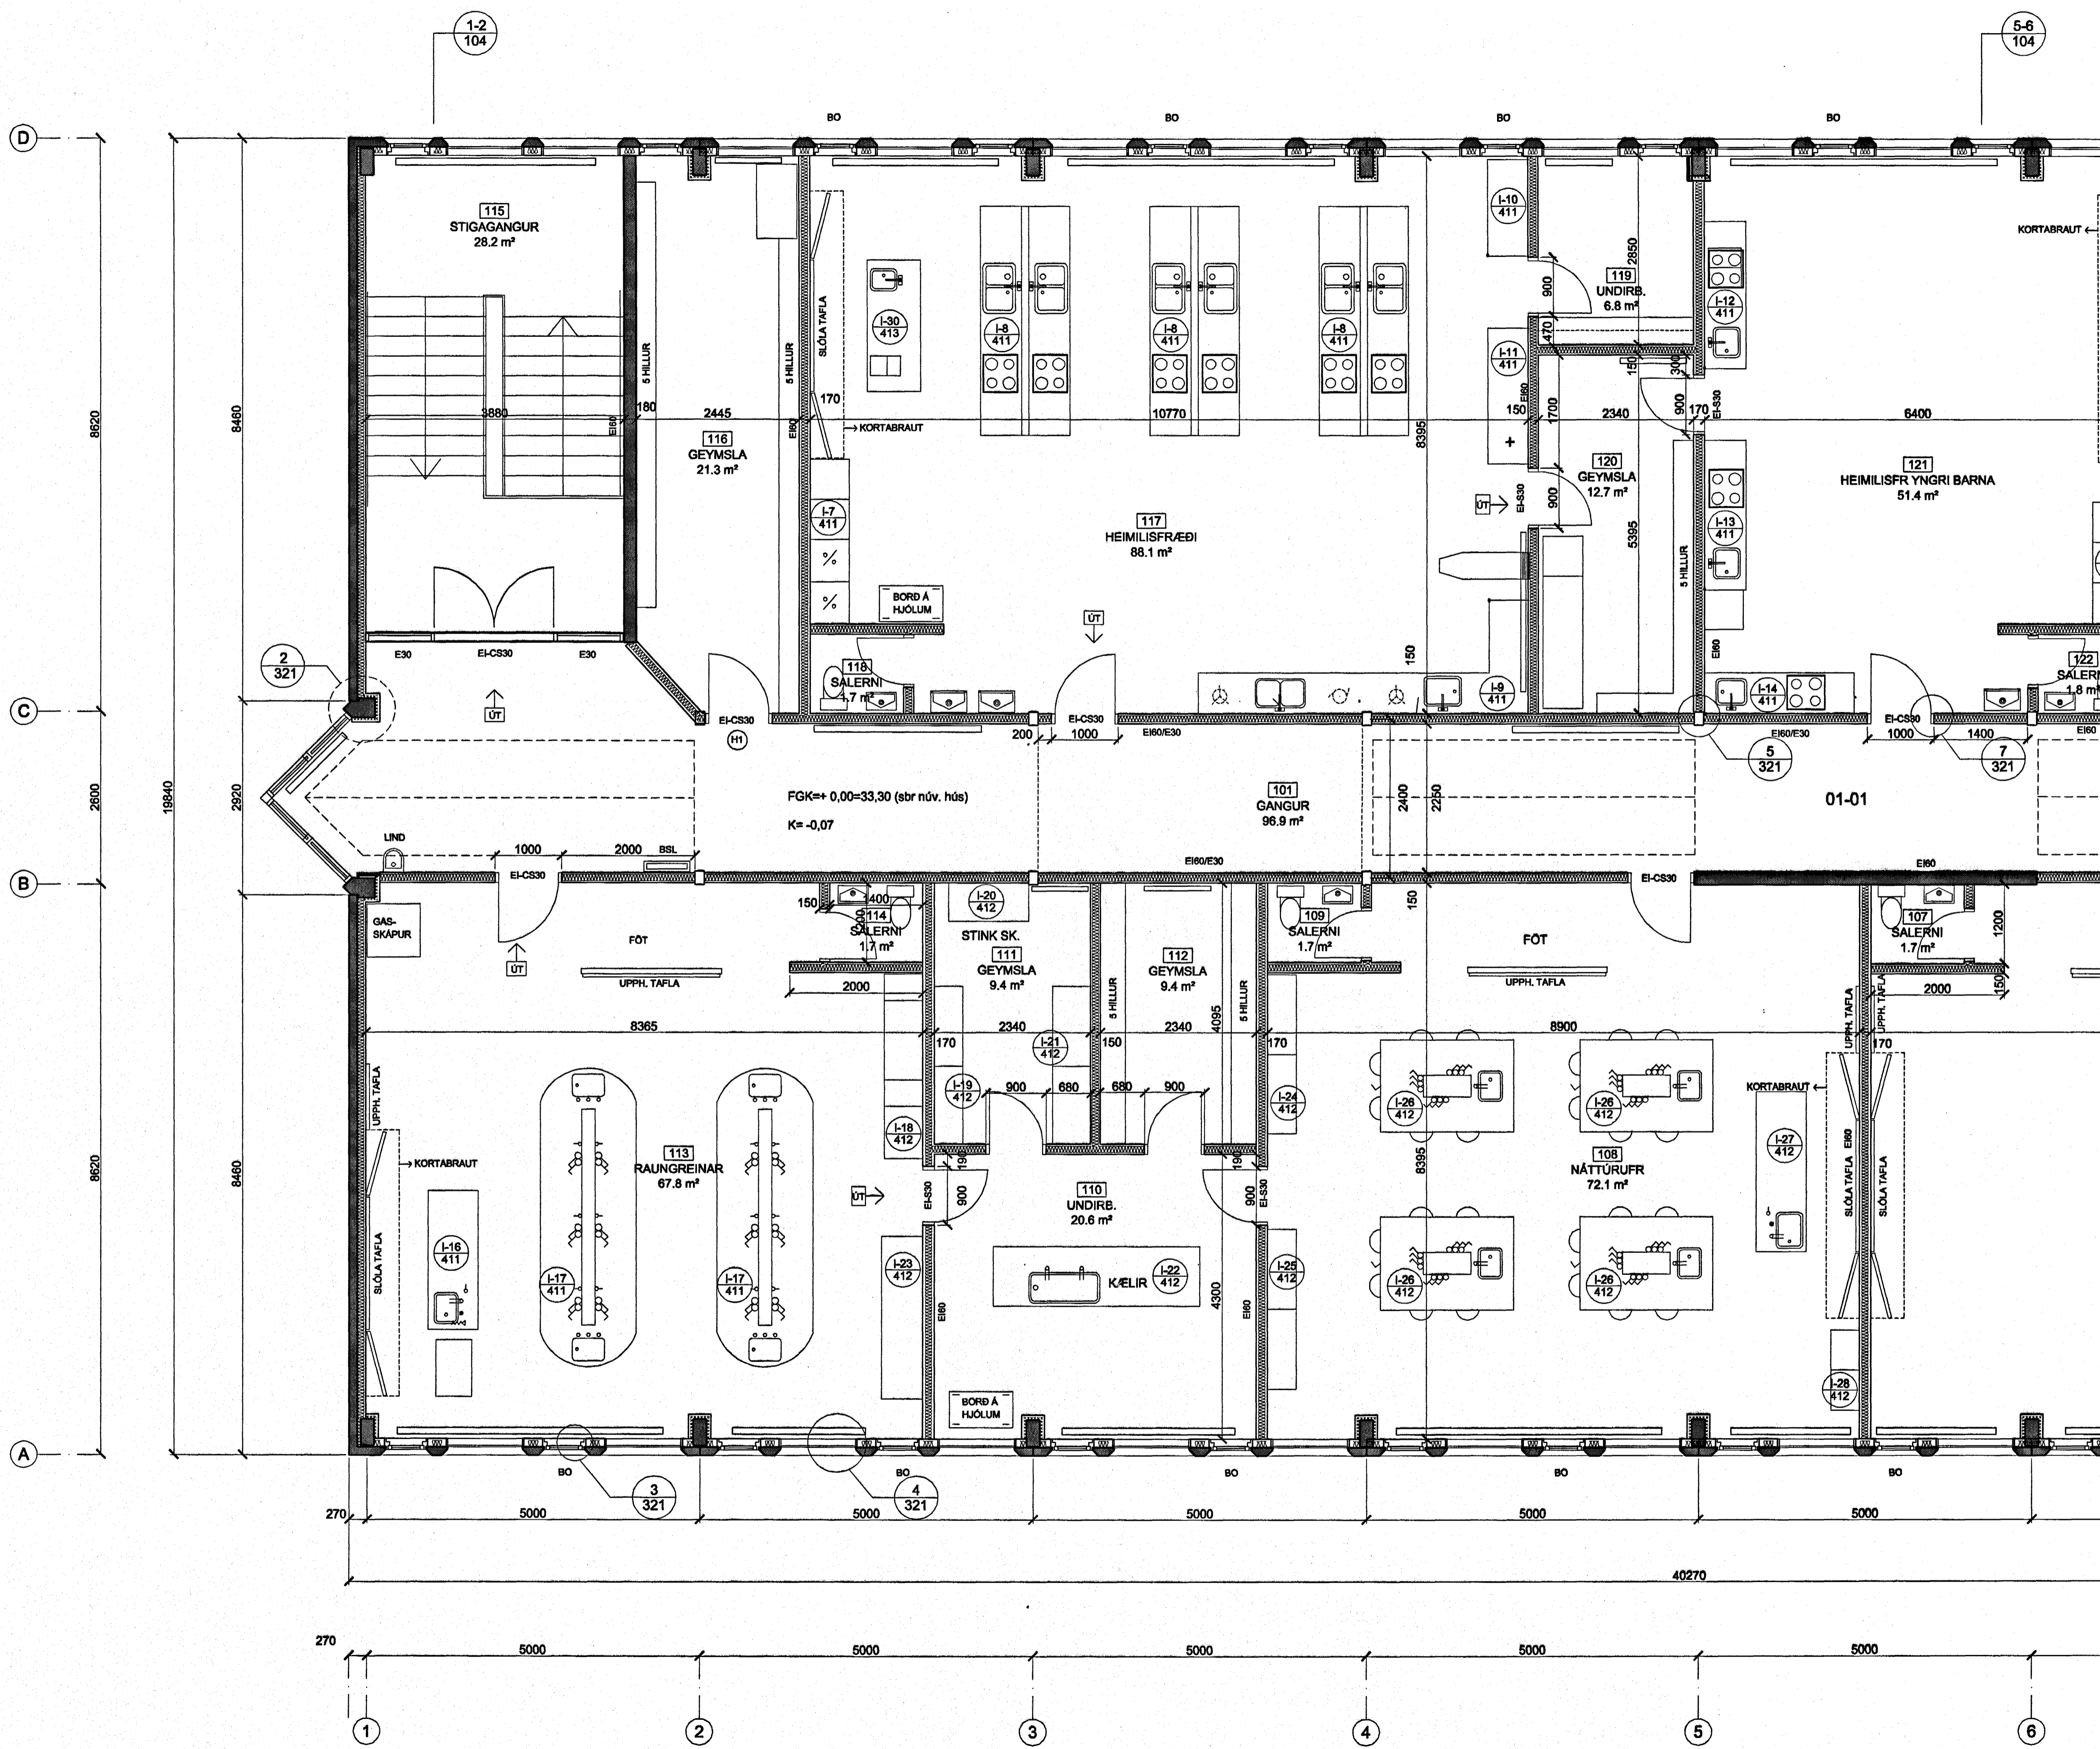 1-2
104
5-6
104
BO
BO
BO
BO
D
115
STIGAGANGUR
28.2 m²
5 HILLUR
5 HILLUR
SLÓLA TAFLA
I-30
413
I-8
411
I-8
411
I-8
411
I-10
411
2850
900
119
UNDIRB.
6.8 m²
470
I-11
411
EI60
150
300
I-12
411
KORTABRAUT
8620
8460
3880
EI60
180
2445
EI60
170
KORTABRAUT
10770
8395
150
1700
2340
900
170
EI-S30
6400
116
GEYMSLA
21.3 m²
117
HEIMILISFRÆÐI
88.1 m²
I-7
411
ÚT
EI-S30
900
120
GEYMSLA
12.7 m²
5395
5 HILLUR
I-13
411
121
HEIMILISFR YNGRI BARNA
51.4 m²
BORÐ Á
HJÓLUM
ÚT
E30
EI-CS30
E30
2
321
118
SALERNI
1.7 m²
150
I-9
411
EI60
I-14
411
122
SALERNI
1.8 m²
C
ÚT
EI-CS30
H1
200
EI-CS30
1000
EI60/E30
5
321
EI60/E30
EI-CS30
1000
1400
7
321
EI60
19840
2600
2920
FGK=+ 0,00=33,30 (sbr núv. hús)
K= -0,07
101
GANGUR
96.9 m²
2400
2250
01-01
LIND
1000
2000
BSL
EI60/E30
EI60
B
EI-CS30
EI-CS30
GAS-
SKÁPUR
ÚT
FÖT
UPPH. TAFLA
150
1400
1200
114
SALERNI
1.7 m²
2000
I-20
412
STINK SK.
111
GEYMSLA
9.4 m²
112
GEYMSLA
9.4 m²
5 HILLUR
5 HILLUR
109
SALERNI
1.7 m²
150
FÖT
UPPH. TAFLA
107
SALERNI
1.7 m²
1200
150
2000
UPPH. TAFLA
UPPH. TAFLA
8365
170
2340
150
2340
4095
170
8900
170
8620
8460
UPPH. TAFLA
KORTABRAUT
SLÓLA TAFLA
I-16
411
I-17
411
I-17
411
113
RAUNGREINAR
67.8 m²
I-18
412
I-19
412
I-21
412
900
680
680
900
I-24
412
ÚT
EI-S30
190
900
190
900
EI-S30
110
UNDIRB.
20.6 m²
I-23
412
EI60
KÆLIR
I-22
412
4300
EI60
I-25
412
BORÐ Á
HJÓLUM
I-26
412
I-26
412
I-26
412
I-26
412
8395
108
NÁTTÚRUFR
72.1 m²
KORTABRAUT
I-27
412
SLÓLA TAFLA
EI60
SLÓLA TAFLA
I-28
412
A
BO
BO
BO
BO
BO
3
321
4
321
270
5000
5000
5000
5000
5000
40270
270
5000
5000
5000
5000
5000
1
2
3
4
5
6